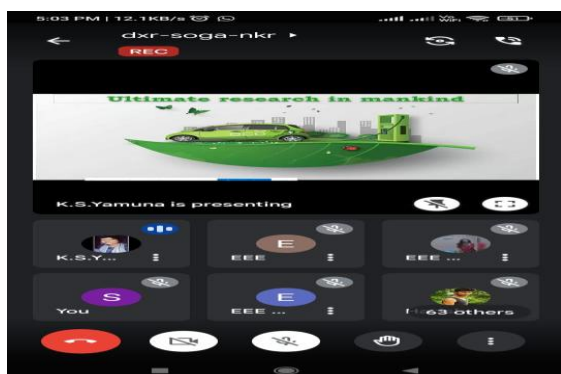 5:03 PM | 12.1KB/s
dxr-soga-nkr
REC
Ultimate research in mankind
K.S.Yamuna is presenting
K.S.Y...
EEE
EEE ...
You
EEE ...
63 others
S
E
E